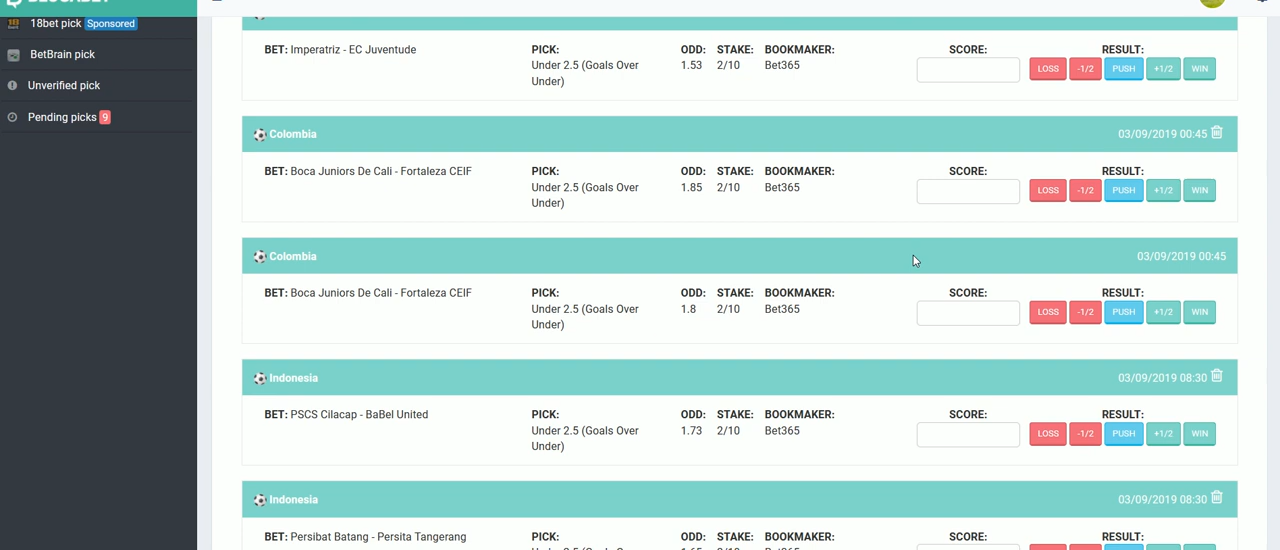 18bet pick Sponsored
BetBrain pick
Unverified pick
Pending picks 9
BET: Imperatriz - EC Juventude PICK: ODD: STAKE: BOOKMAKER: SCORE: RESULT:
Under 2.5 (Goals Over 1.53 2/10 Bet365 LOSS -1/2 PUSH +1/2 WIN
Under)
Colombia 03/09/2019 00:45
BET: Boca Juniors De Cali - Fortaleza CEIF PICK: ODD: STAKE: BOOKMAKER: SCORE: RESULT:
Under 2.5 (Goals Over 1.85 2/10 Bet365 LOSS -1/2 PUSH +1/2 WIN
Under)
Colombia 03/09/2019 00:45
BET: Boca Juniors De Cali - Fortaleza CEIF PICK: ODD: STAKE: BOOKMAKER: SCORE: RESULT:
Under 2.5 (Goals Over 1.8 2/10 Bet365 LOSS -1/2 PUSH +1/2 WIN
Under)
Indonesia 03/09/2019 08:30
BET: PSCS Cilacap - BaBel United PICK: ODD: STAKE: BOOKMAKER: SCORE: RESULT:
Under 2.5 (Goals Over 1.73 2/10 Bet365 LOSS -1/2 PUSH +1/2 WIN
Under)
Indonesia 03/09/2019 08:30
BET: Persibat Batang - Persita Tangerang PICK: ODD: STAKE: BOOKMAKER: SCORE: RESULT: